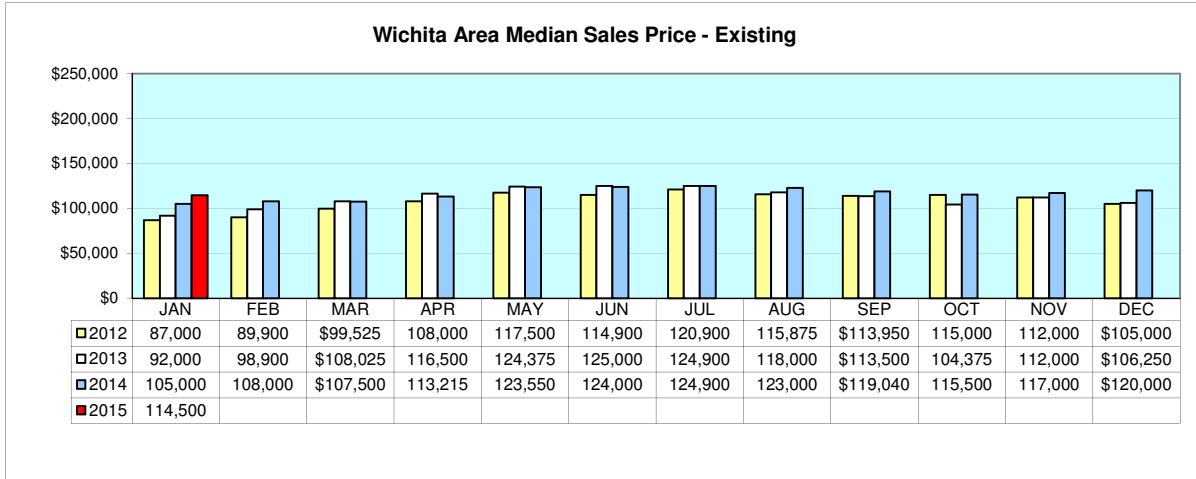 Wichita Area Median Sales Price - Existing
$250,000
$200,000
$150,000
$100,000
$50,000
$0
JAN FEB MAR APR MAY JUN JUL AUG SEP OCT NOV DEC
2012 87,000 89,900 $99,525 108,000 117,500 114,900 120,900 115,875 $113,950 115,000 112,000 $105,000
2013 92,000 98,900 $108,025 116,500 124,375 125,000 124,900 118,000 $113,500 104,375 112,000 $106,250
2014 105,000 108,000 $107,500 113,215 123,550 124,000 124,900 123,000 $119,040 115,500 117,000 $120,000
2015 114,500